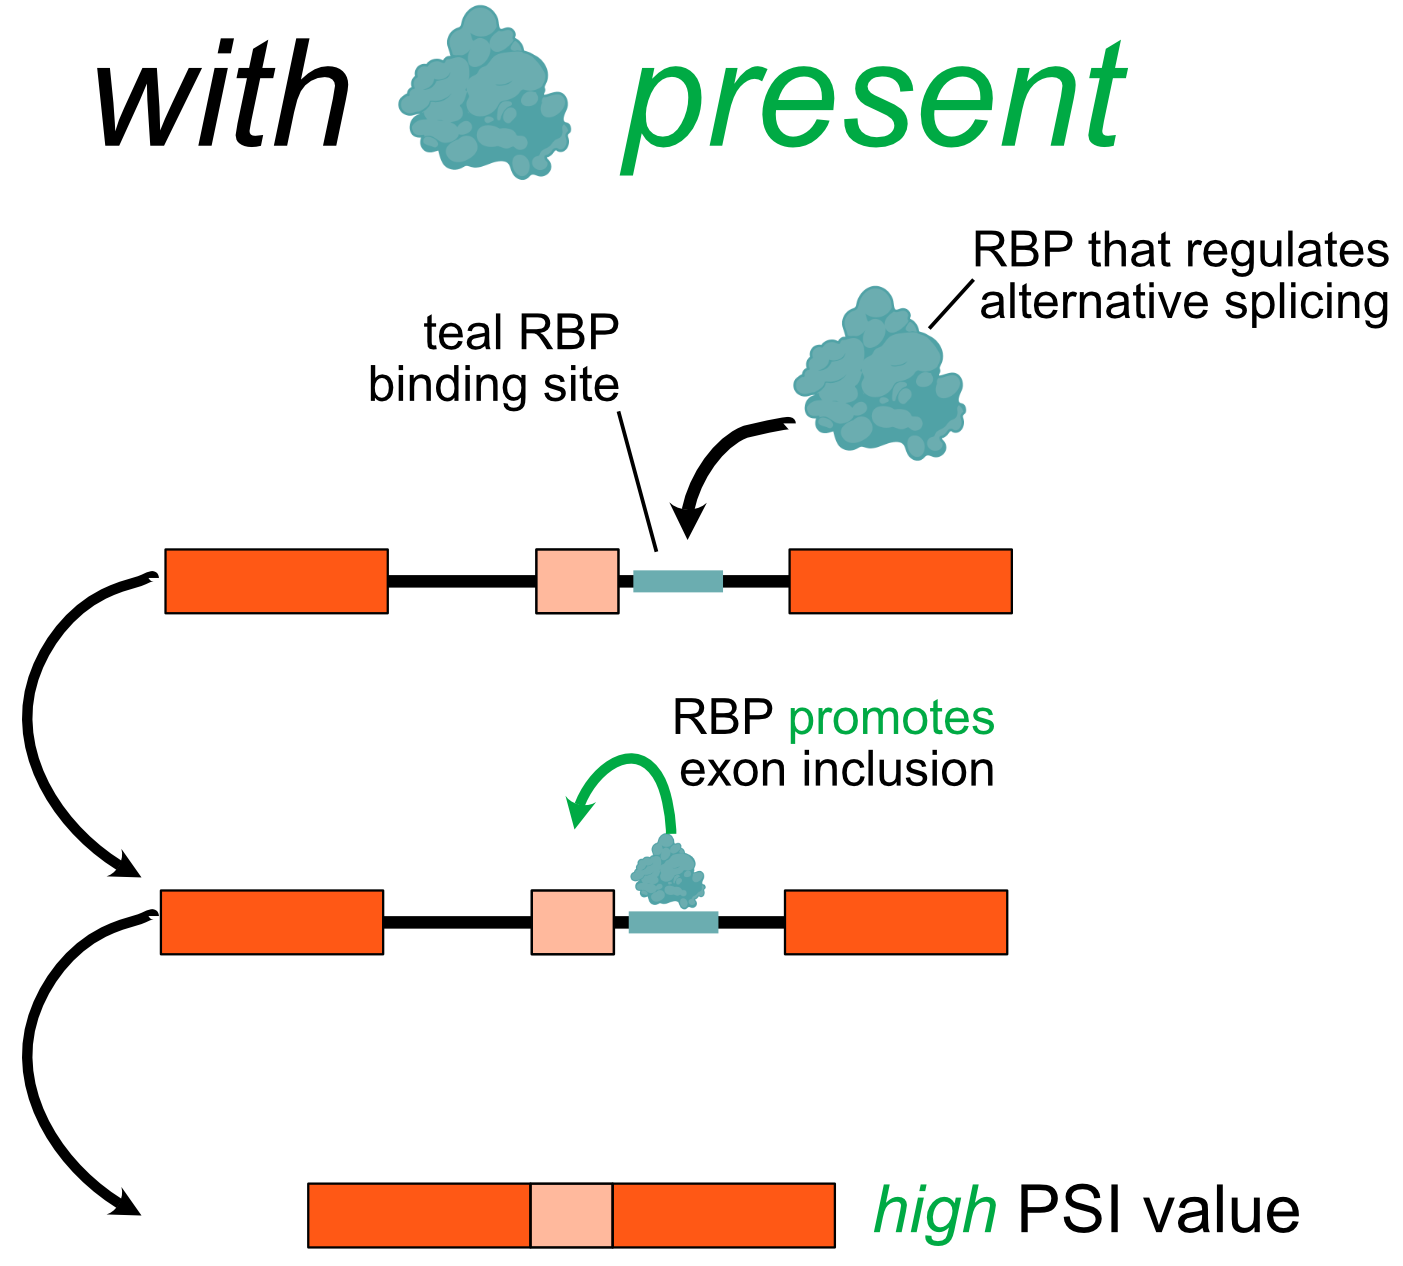 with present
RBP that regulates
alternative splicing
teal RBP
binding site
RBP promotes
exon inclusion
high PSI value